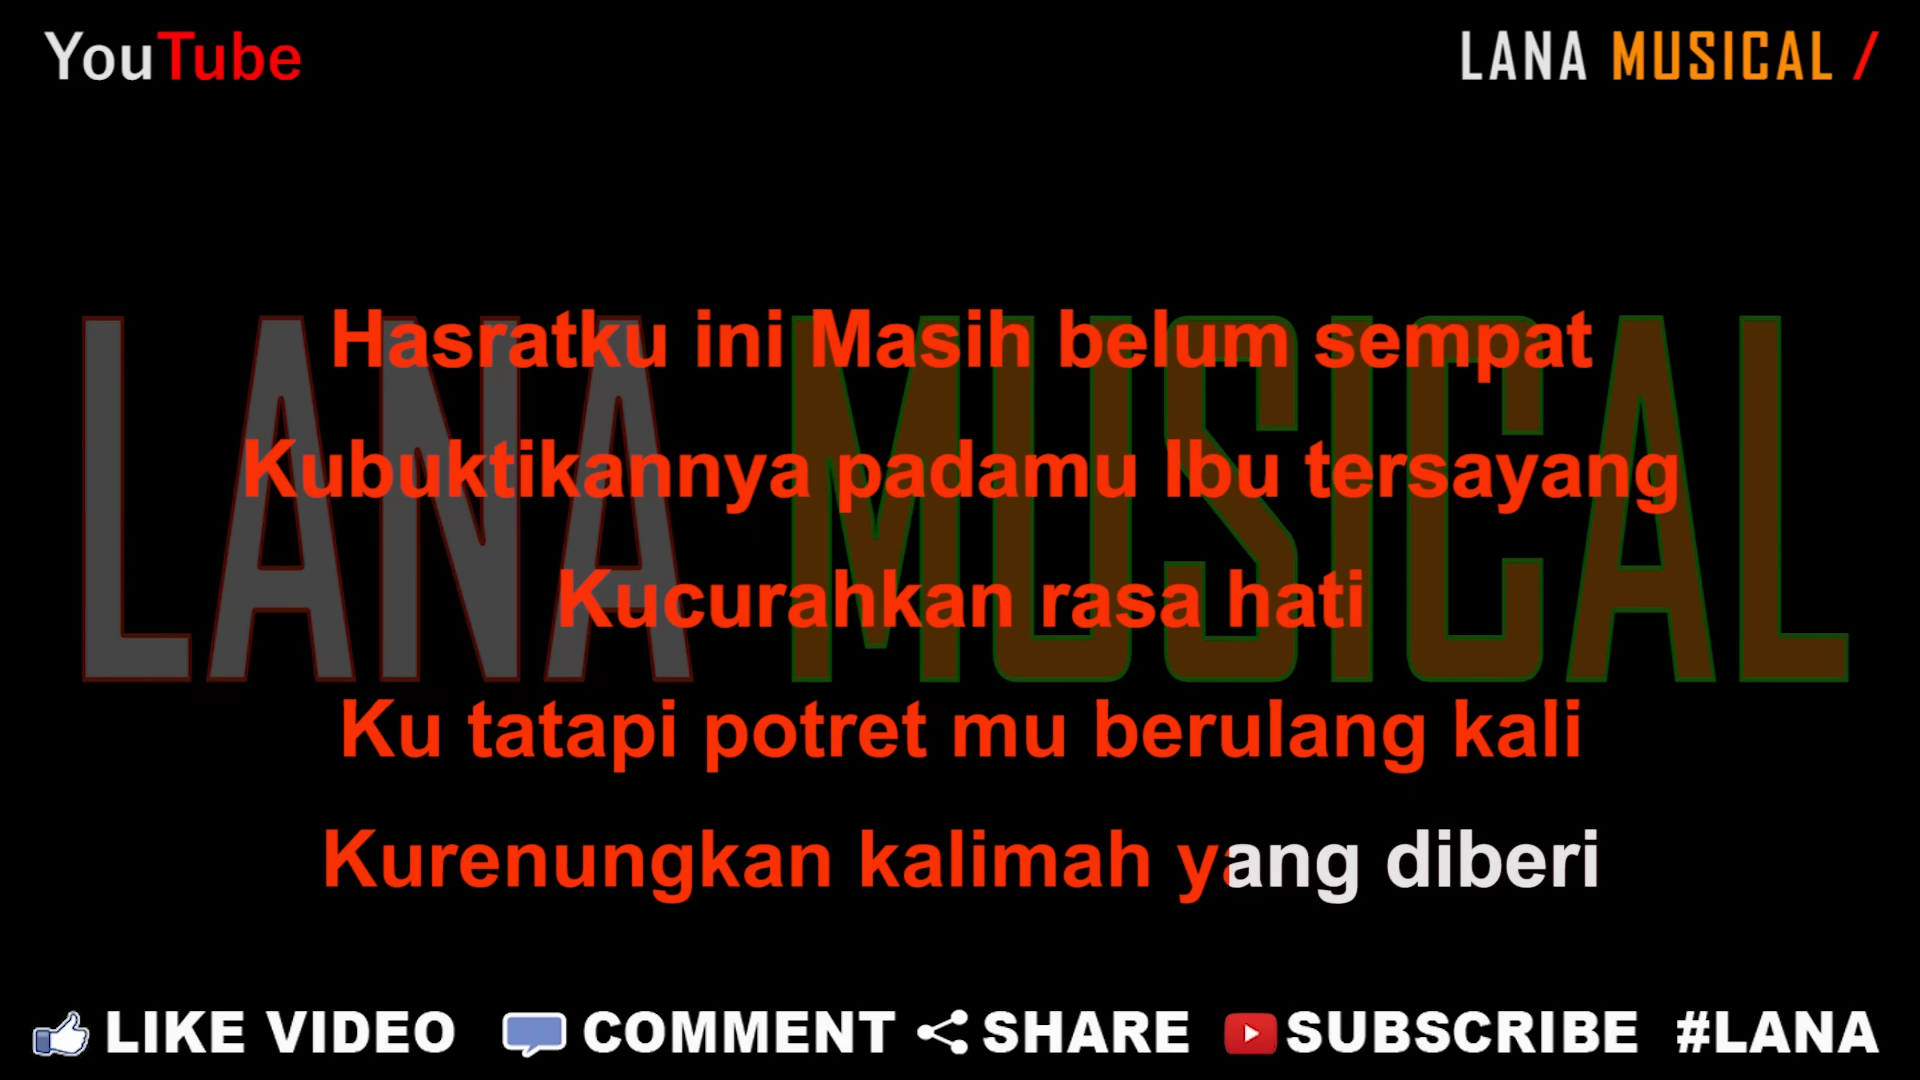 YouTube
LANA MUSICAL /
LANA MUSICAL
Hasratku ini Masih belum sempat
Kubuktikannya padamu Ibu tersayang
Kucurahkan rasa hati
Ku tatapi potret mu berulang kali
Kurenungkan kalimah yang diberi
LIKE VIDEO COMMENT SHARE SUBSCRIBE #LANA